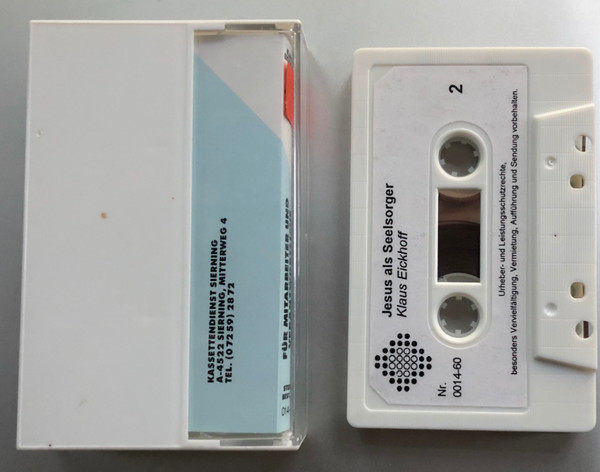 KASSETTENDIENST SIERNING
A-4522 SIERNING, MITTERWEG 4
TEL. (07259) 2872
FÜR MITARBEITER UND
2
Jesus als Seelsorger
Klaus Eickhoff
Nr.
0014-60
Urheber- und Leistungsschutzrechte,
besonders Vervielfältigung, Vermietung, Aufführung und Sendung vorbehalten.